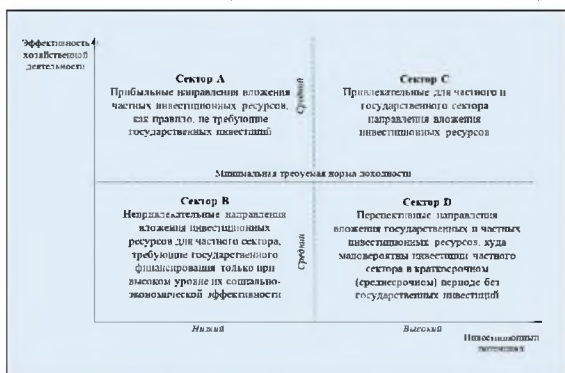 Эффективность
хозяйственной
деятельности
Сектор A
Прибыльные направления вложения
частных инвестиционных ресурсов,
как правило, не требующие
государственных инвестиций
Средний
Сектор C
Привлекательные для частного и
государственного сектора
направления вложения
инвестиционных ресурсов
Минимальная требуемая норма доходности
Сектор B
Непривлекательные направления
вложения инвестиционных
ресурсов для частного сектора,
требующие государственного
финансирования только при
высоком уровне их социально-
экономической эффективности
Средний
Сектор D
Перспективные направления
вложения государственных и частных
инвестиционных ресурсов, куда
маловероятны инвестиции частного
сектора в краткосрочном
(среднесрочном) периоде без
государственных инвестиций
Низкий
Высокий
Инвестиционный
потенциал